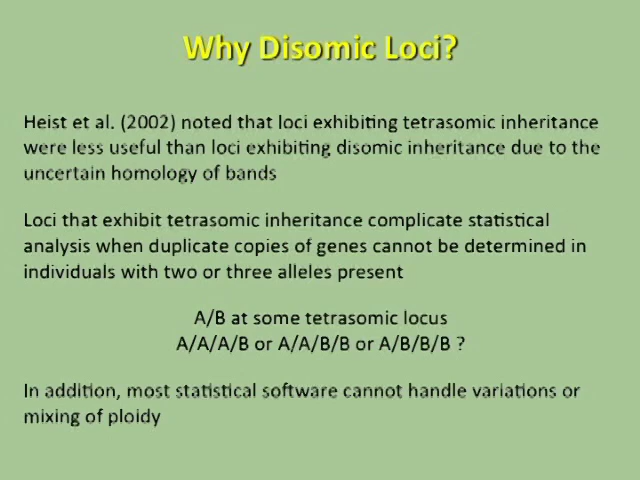 Why Disomic Loci?
Heist et al. (2002) noted that loci exhibiting tetrasomic inheritance
were less useful than loci exhibiting disomic inheritance due to the
uncertain homology of bands
Loci that exhibit tetrasomic inheritance complicate statistical
analysis when duplicate copies of genes cannot be determined in
individuals with two or three alleles present
A/B at some tetrasomic locus
A/A/A/B or A/A/B/B or A/B/B/B ?
In addition, most statistical software cannot handle variations or
mixing of ploidy